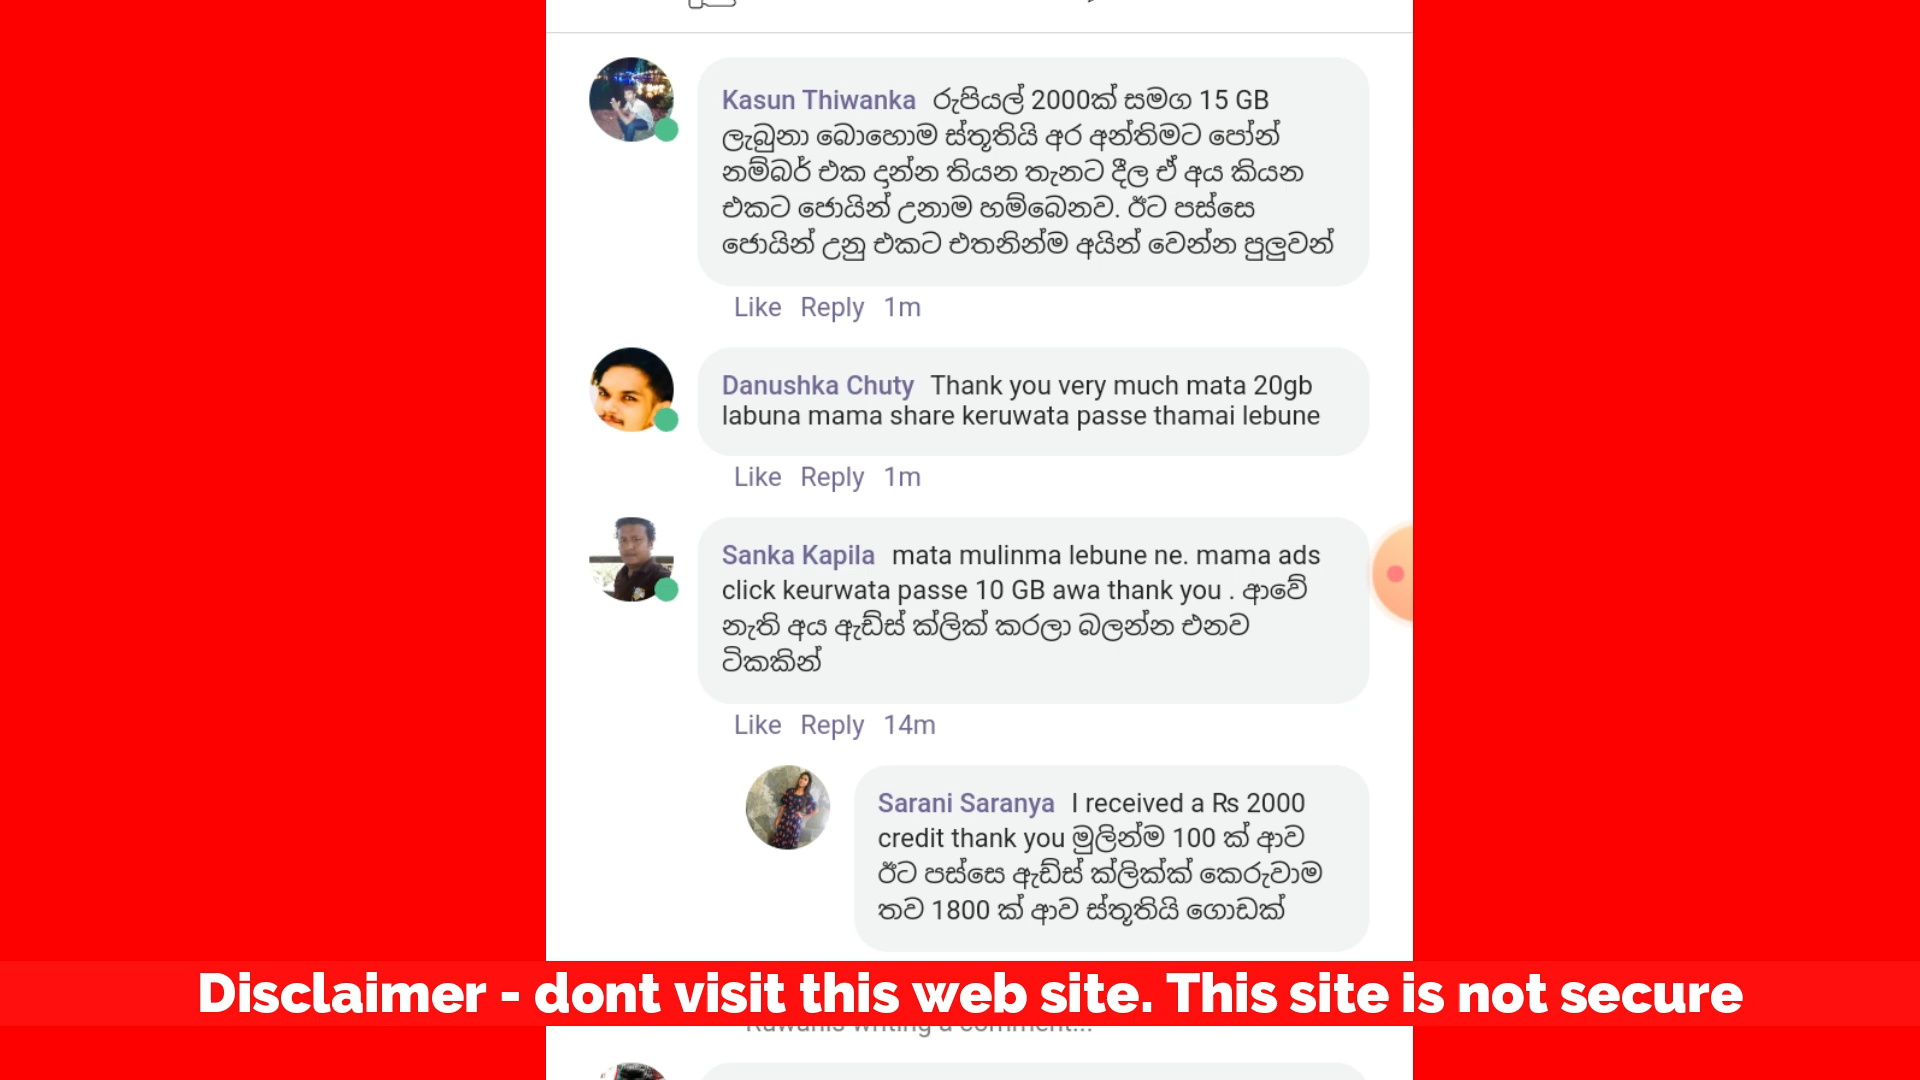 Kasun Thiwanka රුපියල් 2000ක් සමග 15 GB
ලැබුනා බොහොම ස්තූතියි අර අන්තිමට පෝන්
නම්බර් එක දාන්න තියන තැනට දීල ඒ අය කියන
එකට ජොයින් උනාම හම්බෙනව. ඊට පස්සෙ
ජොයින් උනු එකට එතනින්ම අයින් වෙන්න පුලුවන්
Like Reply 1m
Danushka Chuty Thank you very much mata 20gb
labuna mama share keruwata passe thamai lebune
Like Reply 1m
Sanka Kapila mata mulinma lebune ne. mama ads
click keurwata passe 10 GB awa thank you . ආවේ
නැති අය ඇඩ්ස් ක්ලික් කරලා බලන්න එනව
ටිකකින්
Like Reply 14m
Sarani Saranya I received a Rs 2000
credit thank you මුලින්ම 100 ක් ආව
ඊට පස්සෙ ඇඩ්ස් ක්ලික්ක් කෙරුවාම
තව 1800 ක් ආව ස්තූතියි ගොඩක්
Disclaimer - dont visit this web site. This site is not secure
writing a comment...